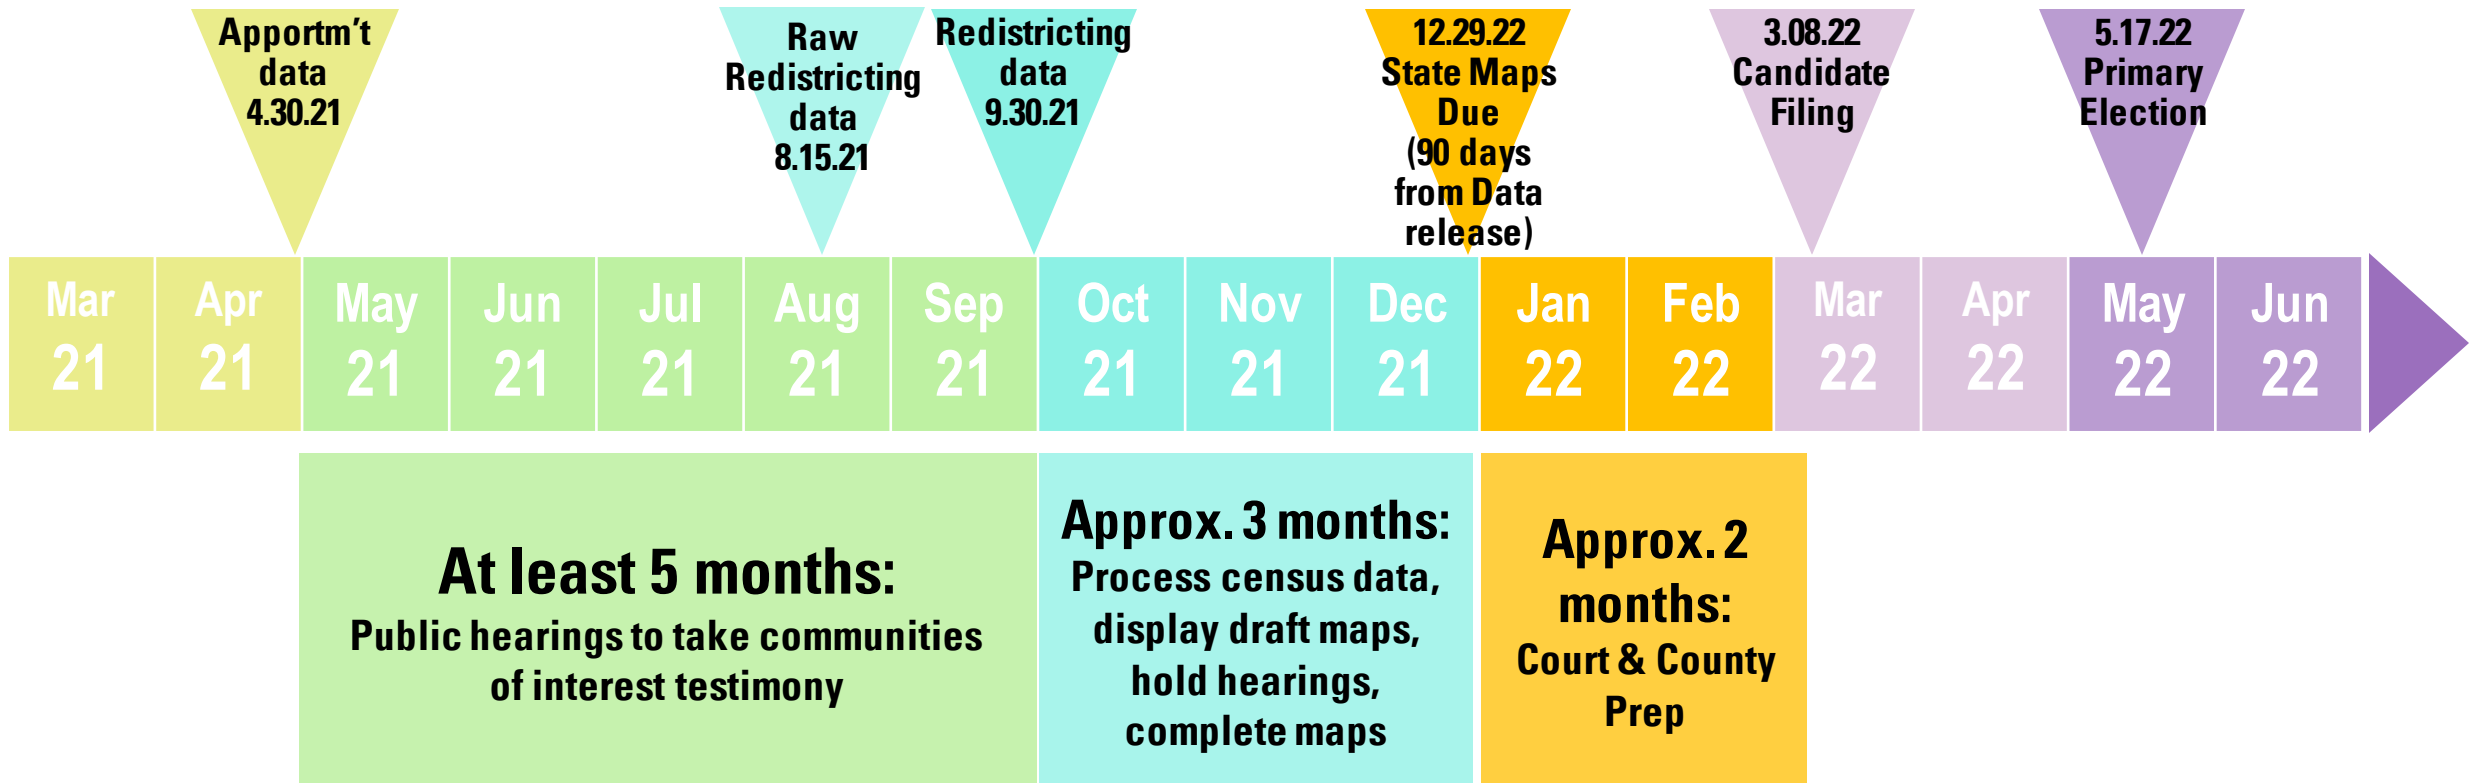 Apportm't
data
4.30.21
Raw
Redistricting
data
8.15.21
Redistricting
data
9.30.21
12.29.22
State Maps
Due
(90 days
from Data
release)
3.08.22
Candidate
Filing
5.17.22
Primary
Election
Mar
21
Apr
21
May
21
Jun
21
Jul
21
Aug
21
Sep
21
Oct
21
Nov
21
Dec
21
Jan
22
Feb
22
Mar
22
Apr
22
May
22
Jun
22
At least 5 months:
Public hearings to take communities
of interest testimony
Approx. 3 months:
Process census data,
display draft maps,
hold hearings,
complete maps
Approx. 2
months:
Court & County
Prep